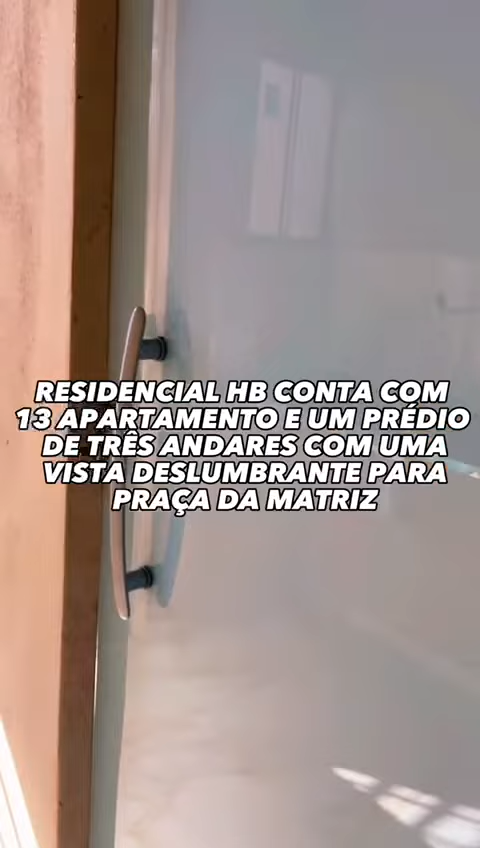 RESIDENCIAL HB CONTA COM
13 APARTAMENTO E UM PRÉDIO
DE TRÊS ANDARES COM UMA
VISTA DESLUMBRANTE PARA
PRAÇA DA MATRIZ